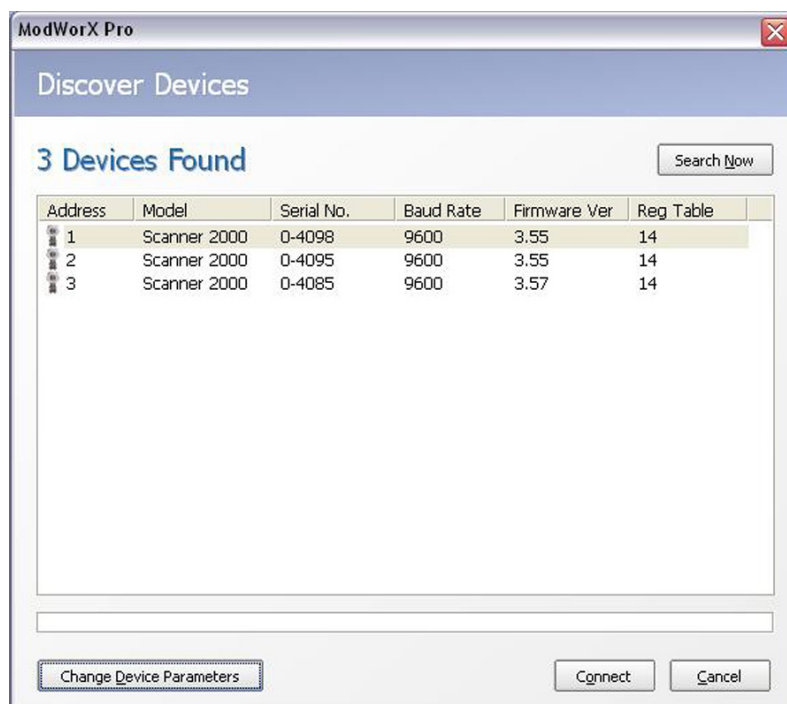 ModWorX Pro
Discover Devices
3 Devices Found
Search Now
Address Model Serial No. Baud Rate Firmware Ver Reg Table
1 Scanner 2000 0-4098 9600 3.55 14
2 Scanner 2000 0-4095 9600 3.55 14
3 Scanner 2000 0-4085 9600 3.57 14
Change Device Parameters Connect Cancel